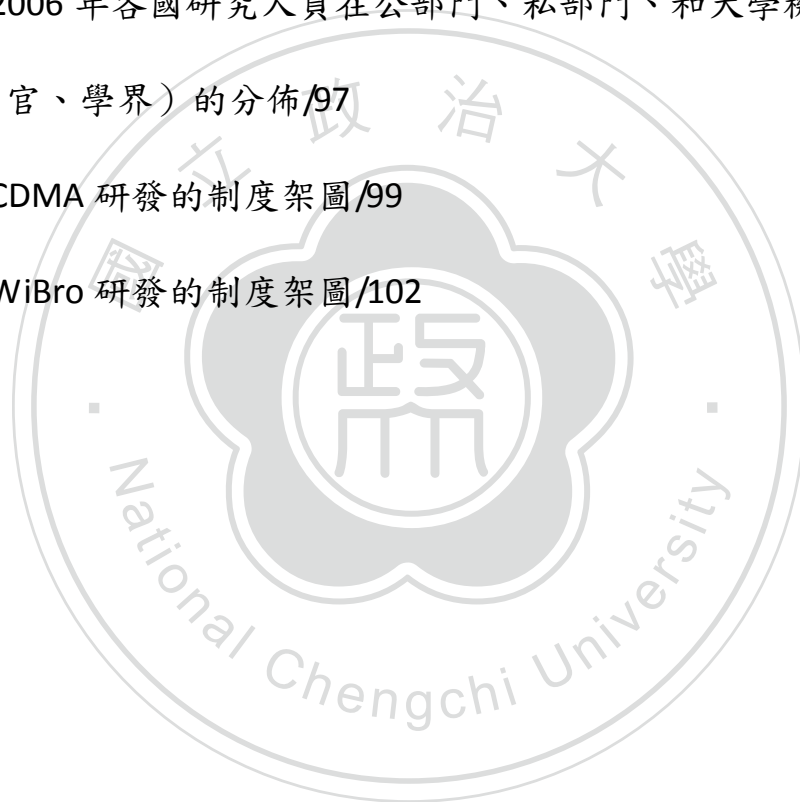 2006 年各國研究人員在公部門、私部門、和大學機
官、學界）的分佈/97
CDMA 研發的制度架圖/99
WiBro 研發的制度架圖/102
國立政治大學
政
National Chengchi University